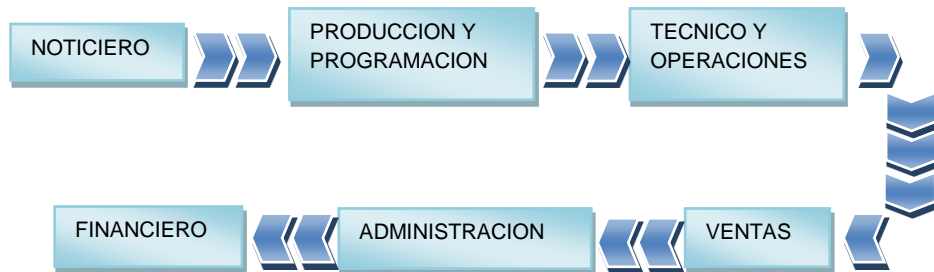 NOTICIERO
PRODUCCION Y
PROGRAMACION
TECNICO Y
OPERACIONES
VENTAS
ADMINISTRACION
FINANCIERO